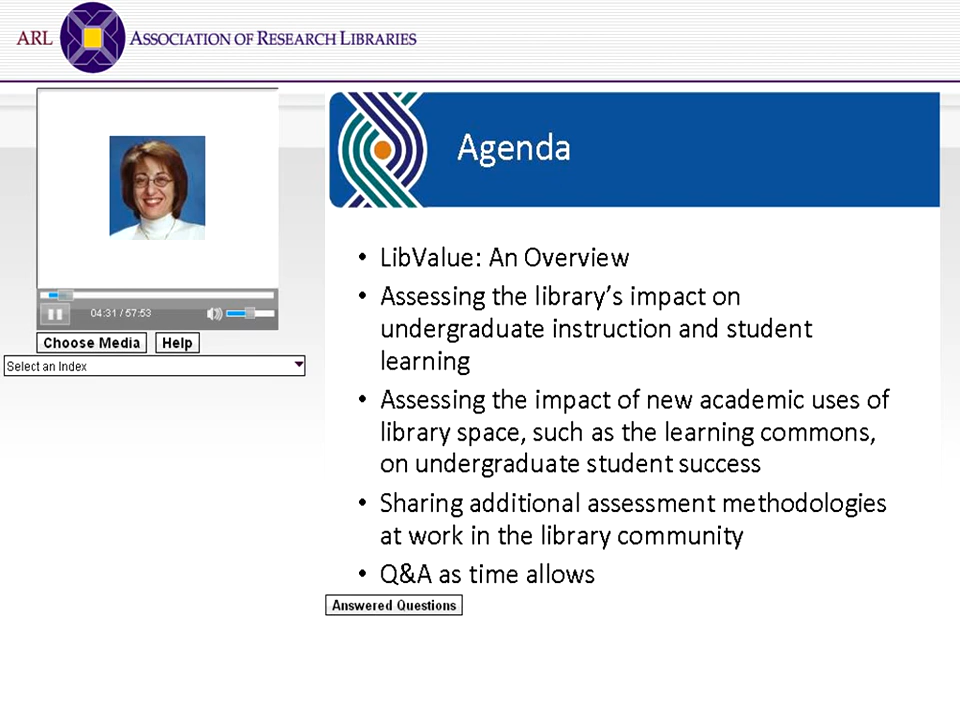 ARL ASSOCIATION OF RESEARCH LIBRARIES
Agenda
04:31 / 57:53
Choose Media Help
Select an Index
• LibValue: An Overview
• Assessing the library's impact on
undergraduate instruction and student
learning
• Assessing the impact of new academic uses of
library space, such as the learning commons,
on undergraduate student success
• Sharing additional assessment methodologies
at work in the library community
• Q&A as time allows
Answered Questions